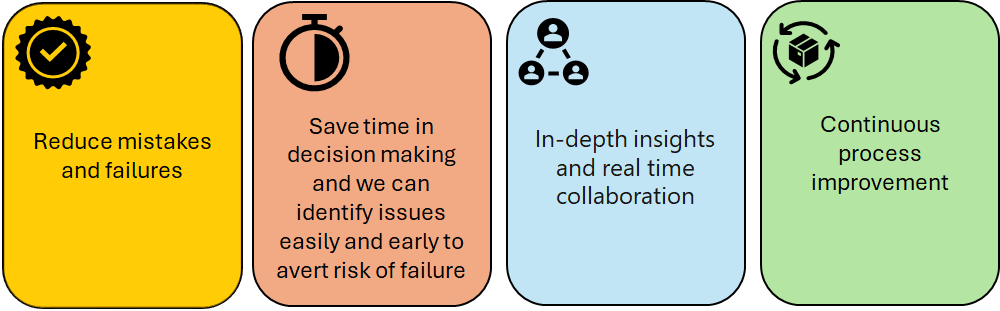 Reduce mistakes
and failures
Save time in
decision making
and we can
identify issues
easily and early to
avert risk of failure
In-depth insights
and real time
collaboration
Continuous
process
improvement